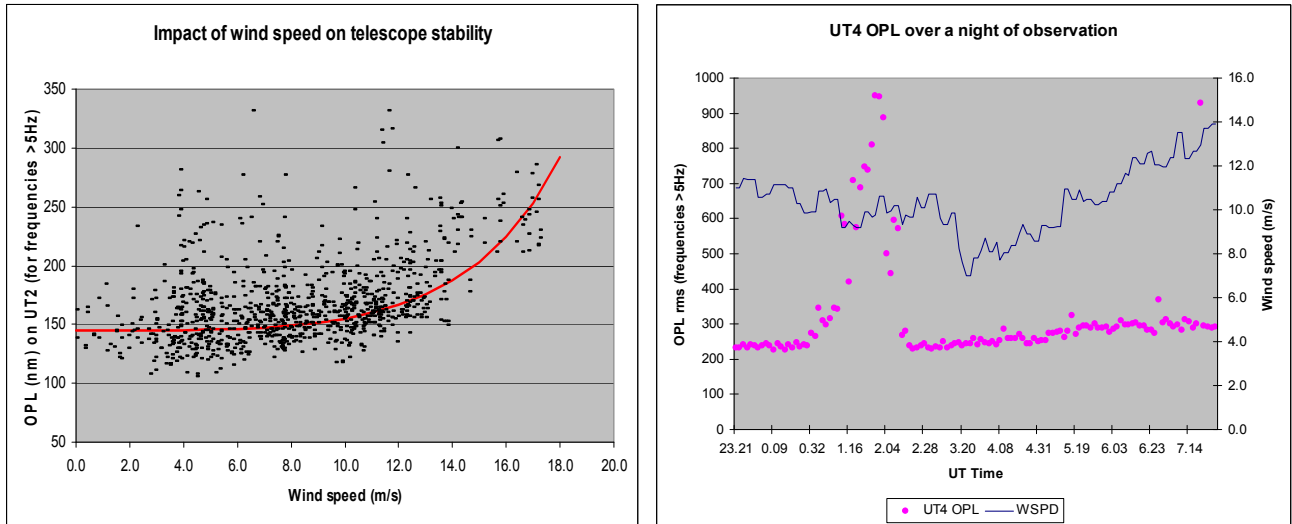 Impact of wind speed on telescope stability
OPL (nm) on UT2 (for frequencies >5Hz)
350
300
250
200
150
100
50
0.0 2.0 4.0 6.0 8.0 10.0 12.0 14.0 16.0 18.0 20.0
Wind speed (m/s)
UT4 OPL over a night of observation
OPL rms (frequencies >5Hz)
1000
900
800
700
600
500
400
300
200
100
0
16.0
14.0
12.0
10.0
8.0
6.0
4.0
2.0
0.0
Wind speed (m/s)
23.21 0.09 0.32 1.16 2.04 2.28 3.20 4.08 4.31 5.19 6.03 6.23 7.14
UT Time
UT4 OPL WSPD